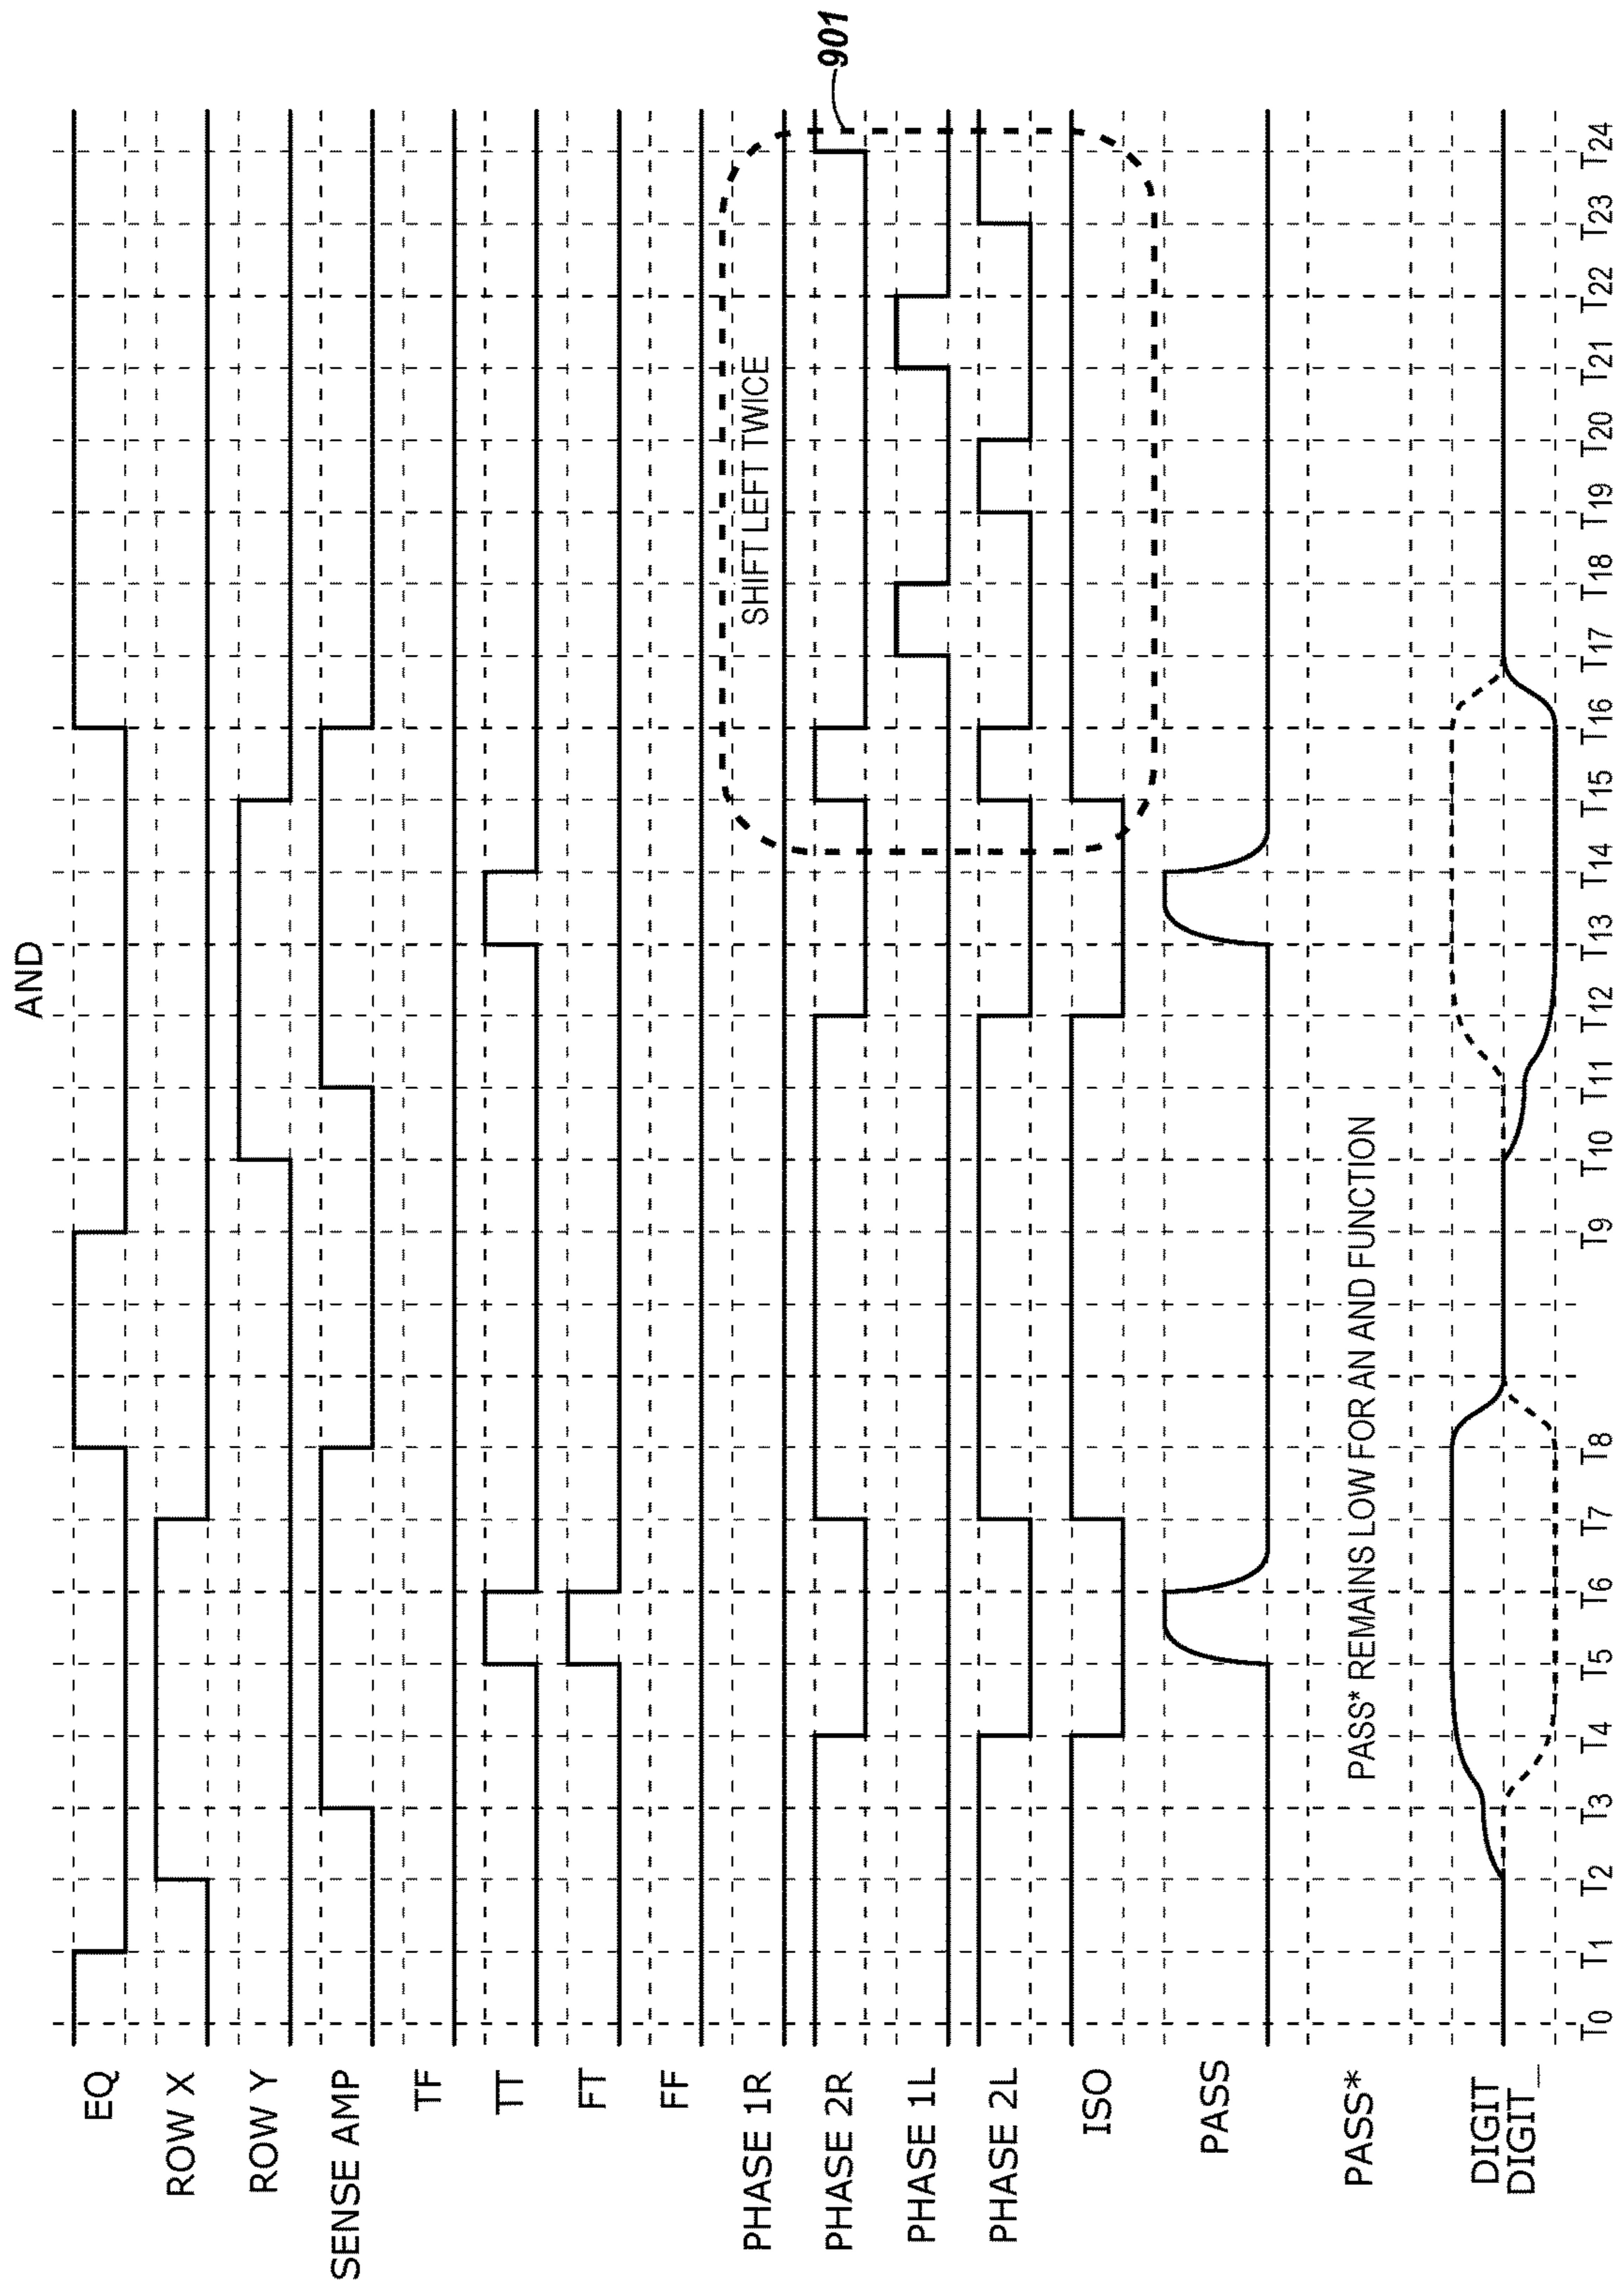 AND
EQ
ROW X
ROW Y
SENSE AMP
TF
TT
FT
FF
PHASE 1R
PHASE 2R
PHASE 1L
PHASE 2L
ISO
PASS
PASS*
DIGIT
DIGIT_
SHIFT LEFT TWICE
901
PASS* REMAINS LOW FOR AN AND FUNCTION
T0 T1 T2 T3 T4 T5 T6 T7 T8 T9 T10 T11 T12 T13 T14 T15 T16 T17 T18 T19 T20 T21 T22 T23 T24